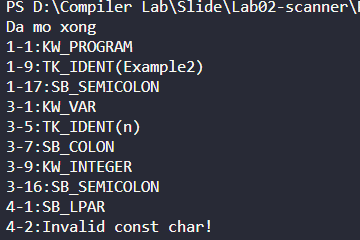 PS D:\Compiler Lab\Slide\Lab02-scanner\
Da mo xong
1-1:KW_PROGRAM
1-9:TK_IDENT(Example2)
1-17:SB_SEMICOLON
3-1:KW_VAR
3-5:TK_IDENT(n)
3-7:SB_COLON
3-9:KW_INTEGER
3-16:SB_SEMICOLON
4-1:SB_LPAR
4-2:Invalid const char!